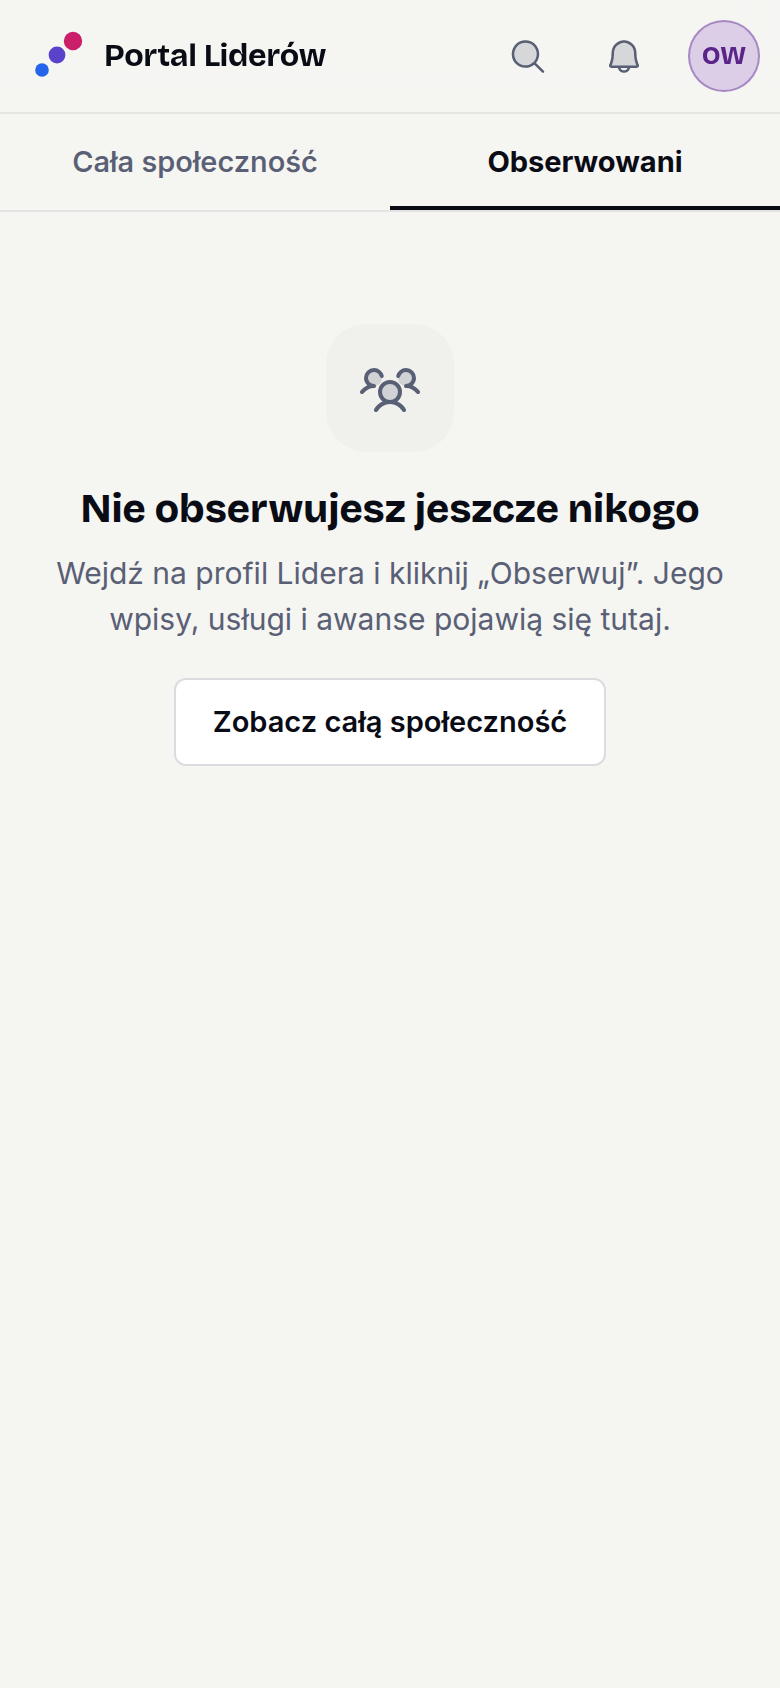 Portal Liderów
OW
Cała społeczność
Obserwowani
Nie obserwujesz jeszcze nikogo
Wejdź na profil Lidera i kliknij „Obserwuj”. Jego
wpisy, usługi i awanse pojawią się tutaj.
Zobacz całą społeczność